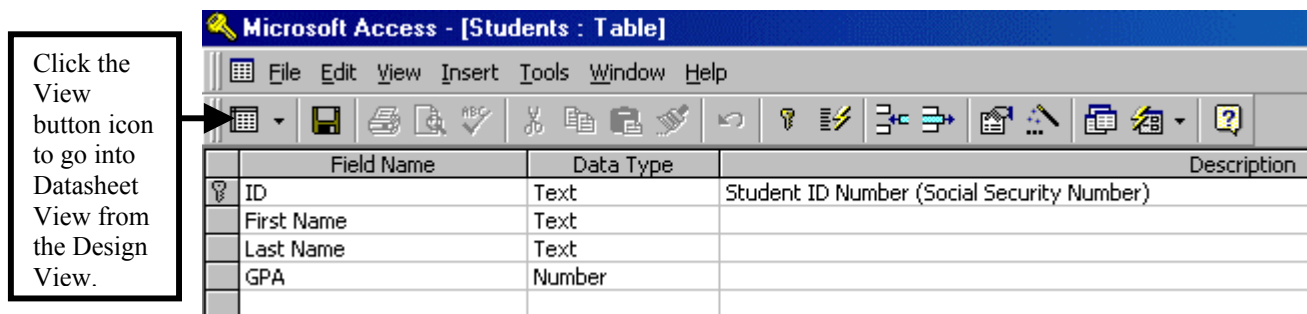 Microsoft Access - [Students : Table]
Click the
View
button icon
to go into
Datasheet
View from
the Design
View.
File Edit View Insert Tools Window Help
ABC
Field Name Data Type Description
ID Text Student ID Number (Social Security Number)
First Name Text
Last Name Text
GPA Number